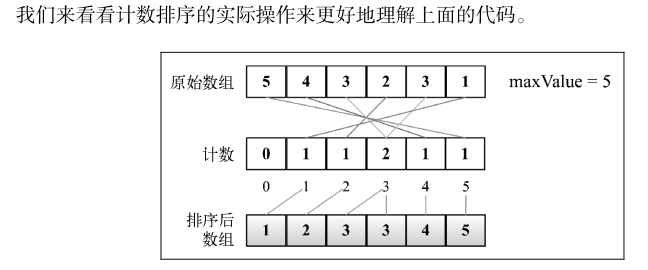 我们来看看计数排序的实际操作来更好地理解上面的代码。
原始数组 5 4 3 2 3 1 maxValue = 5
计数 0 1 1 2 1 1
0 1 2 3 4 5
排序后
数组 1 2 3 3 4 5